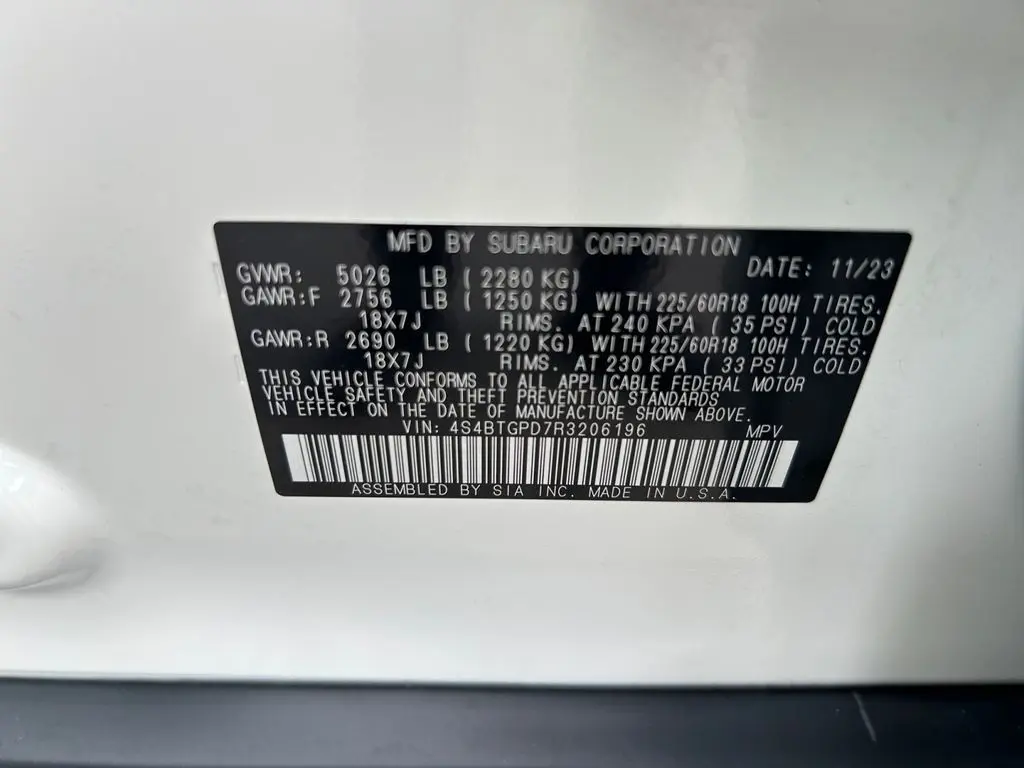 MFD BY SUBARU CORPORATION
GVWR: 5026 LB ( 2280 KG) DATE: 11/23
GAWR:F 2756 LB ( 1250 KG) WITH 225/60R18 100H TIRES.
18X7J RIMS. AT 240 KPA ( 35 PSI) COLD
GAWR:R 2690 LB ( 1220 KG) WITH 225/60R18 100H TIRES.
18X7J RIMS. AT 230 KPA ( 33 PSI) COLD
THIS VEHICLE CONFORMS TO ALL APPLICABLE FEDERAL MOTOR
VEHICLE SAFETY AND THEFT PREVENTION STANDARDS
IN EFFECT ON THE DATE OF MANUFACTURE SHOWN ABOVE.
VIN: 4S4BTGPD7R3206196 MPV
ASSEMBLED BY SIA INC. MADE IN U.S.A.